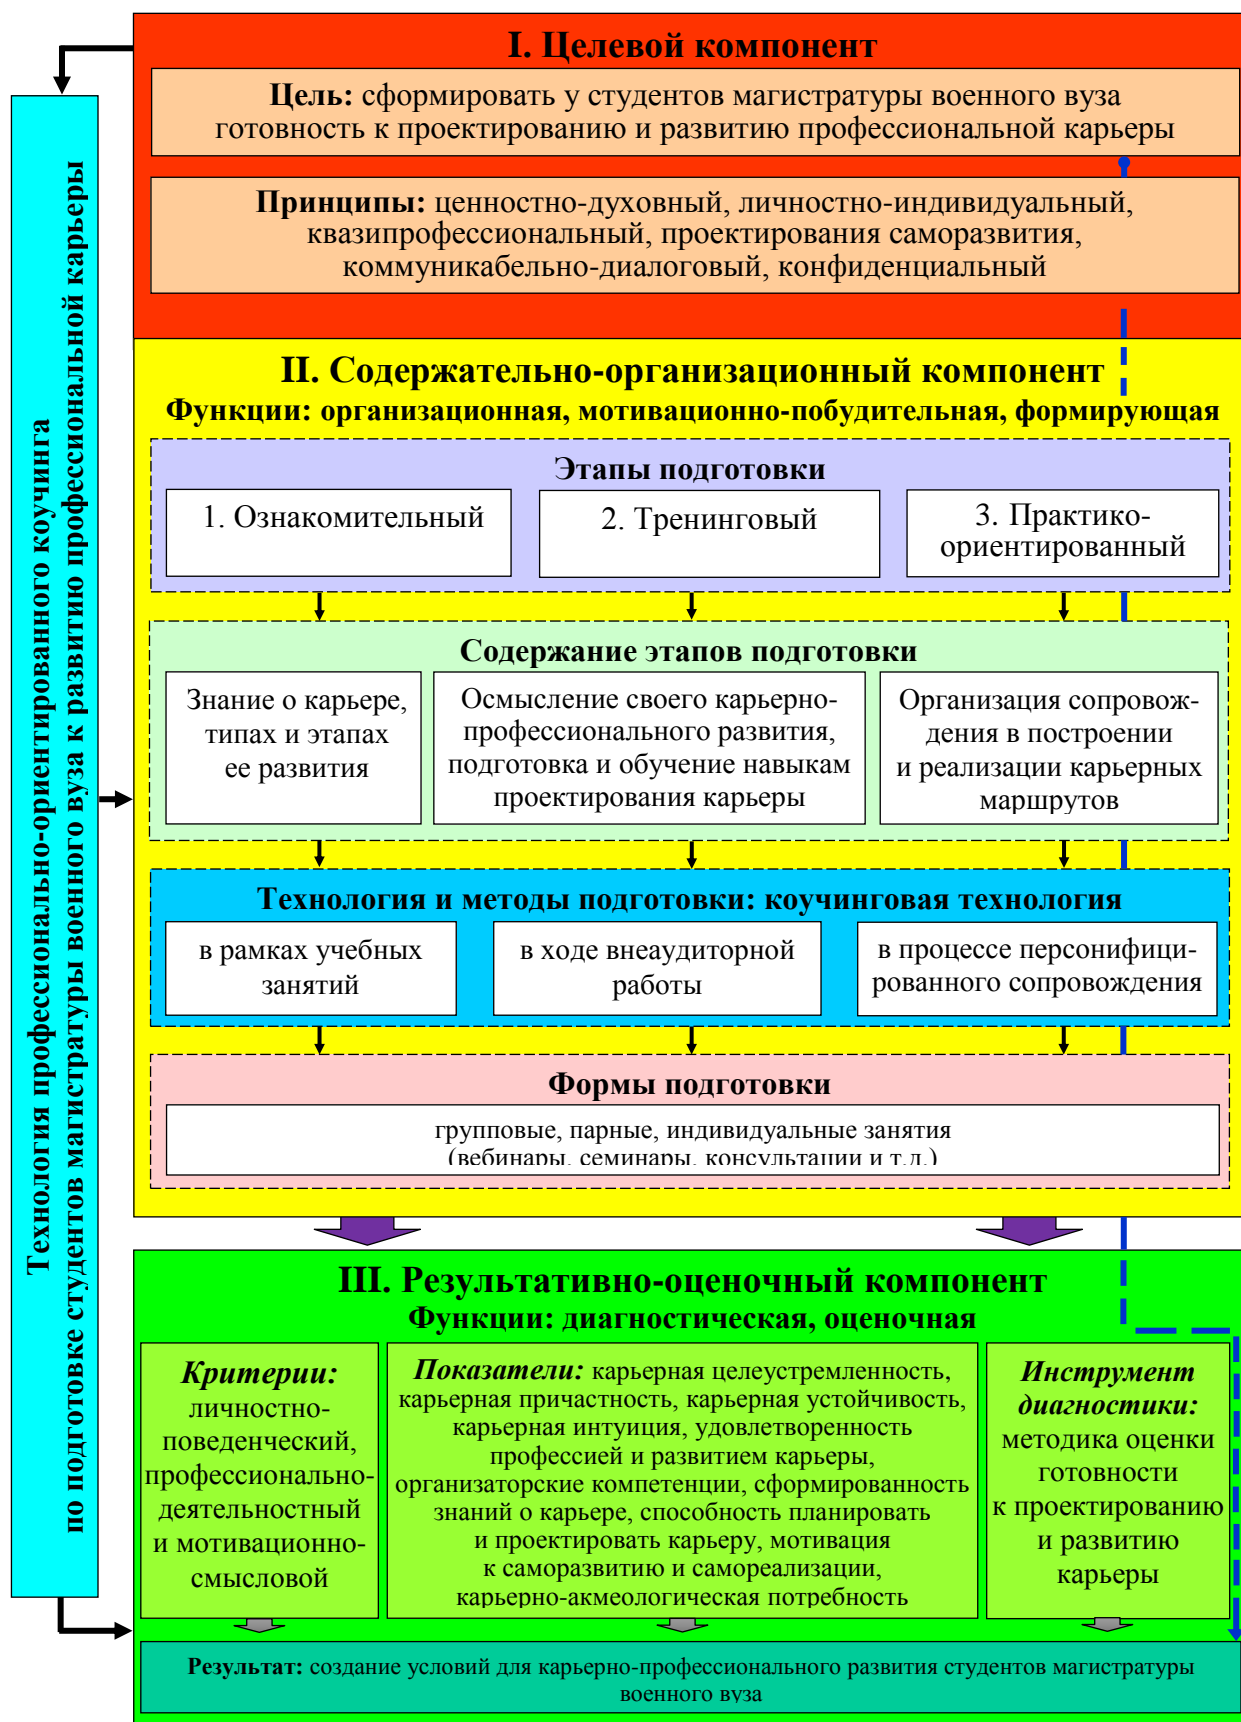 Технология профессионально-ориентированного коучинга
по подготовке студентов магистратуры военного вуза к развитию профессиональной карьеры
I. Целевой компонент
Цель: сформировать у студентов магистратуры военного вуза
готовность к проектированию и развитию профессиональной карьеры
Принципы: ценностно-духовный, личностно-индивидуальный,
квазипрофессиональный, проектирования саморазвития,
коммуникабельно-диалоговый, конфиденциальный
II. Содержательно-организационный компонент
Функции: организационная, мотивационно-побудительная, формирующая
Этапы подготовки
1. Ознакомительный
2. Тренинговый
3. Практико-
ориентированный
Содержание этапов подготовки
Знание о карьере,
типах и этапах
ее развития
Осмысление своего карьерно-
профессионального развития,
подготовка и обучение навыкам
проектирования карьеры
Организация сопровож-
дения в построении
и реализации карьерных
маршрутов
Технология и методы подготовки: коучинговая технология
в рамках учебных
занятий
в ходе внеаудиторной
работы
в процессе персонифици-
рованного сопровождения
Формы подготовки
групповые, парные, индивидуальные занятия
(вебинары, семинары, консультации и т.д.)
III. Результативно-оценочный компонент
Функции: диагностическая, оценочная
Критерии:
личностно-
поведенческий,
профессионально-
деятельностный
и мотивационно-
смысловой
Показатели: карьерная целеустремленность,
карьерная причастность, карьерная устойчивость,
карьерная интуиция, удовлетворенность
профессией и развитием карьеры,
организаторские компетенции, сформированность
знаний о карьере, способность планировать
и проектировать карьеру, мотивация
к саморазвитию и самореализации,
карьерно-акмеологическая потребность
Инструмент
диагностики:
методика оценки
готовности
к проектированию
и развитию
карьеры
Результат: создание условий для карьерно-профессионального развития студентов магистратуры
военного вуза